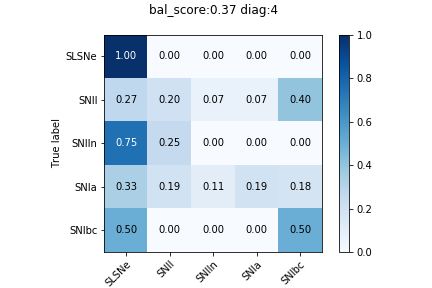 bal_score:0.37 diag:4
SLSNe 1.00 0.00 0.00 0.00 0.00
SNII 0.27 0.20 0.07 0.07 0.40
SNIIn 0.75 0.25 0.00 0.00 0.00
SNIa 0.33 0.19 0.11 0.19 0.18
SNIbc 0.50 0.00 0.00 0.00 0.50
SLSNe SNII SNIIn SNIa SNIbc
True label
1.0
0.8
0.6
0.4
0.2
0.0